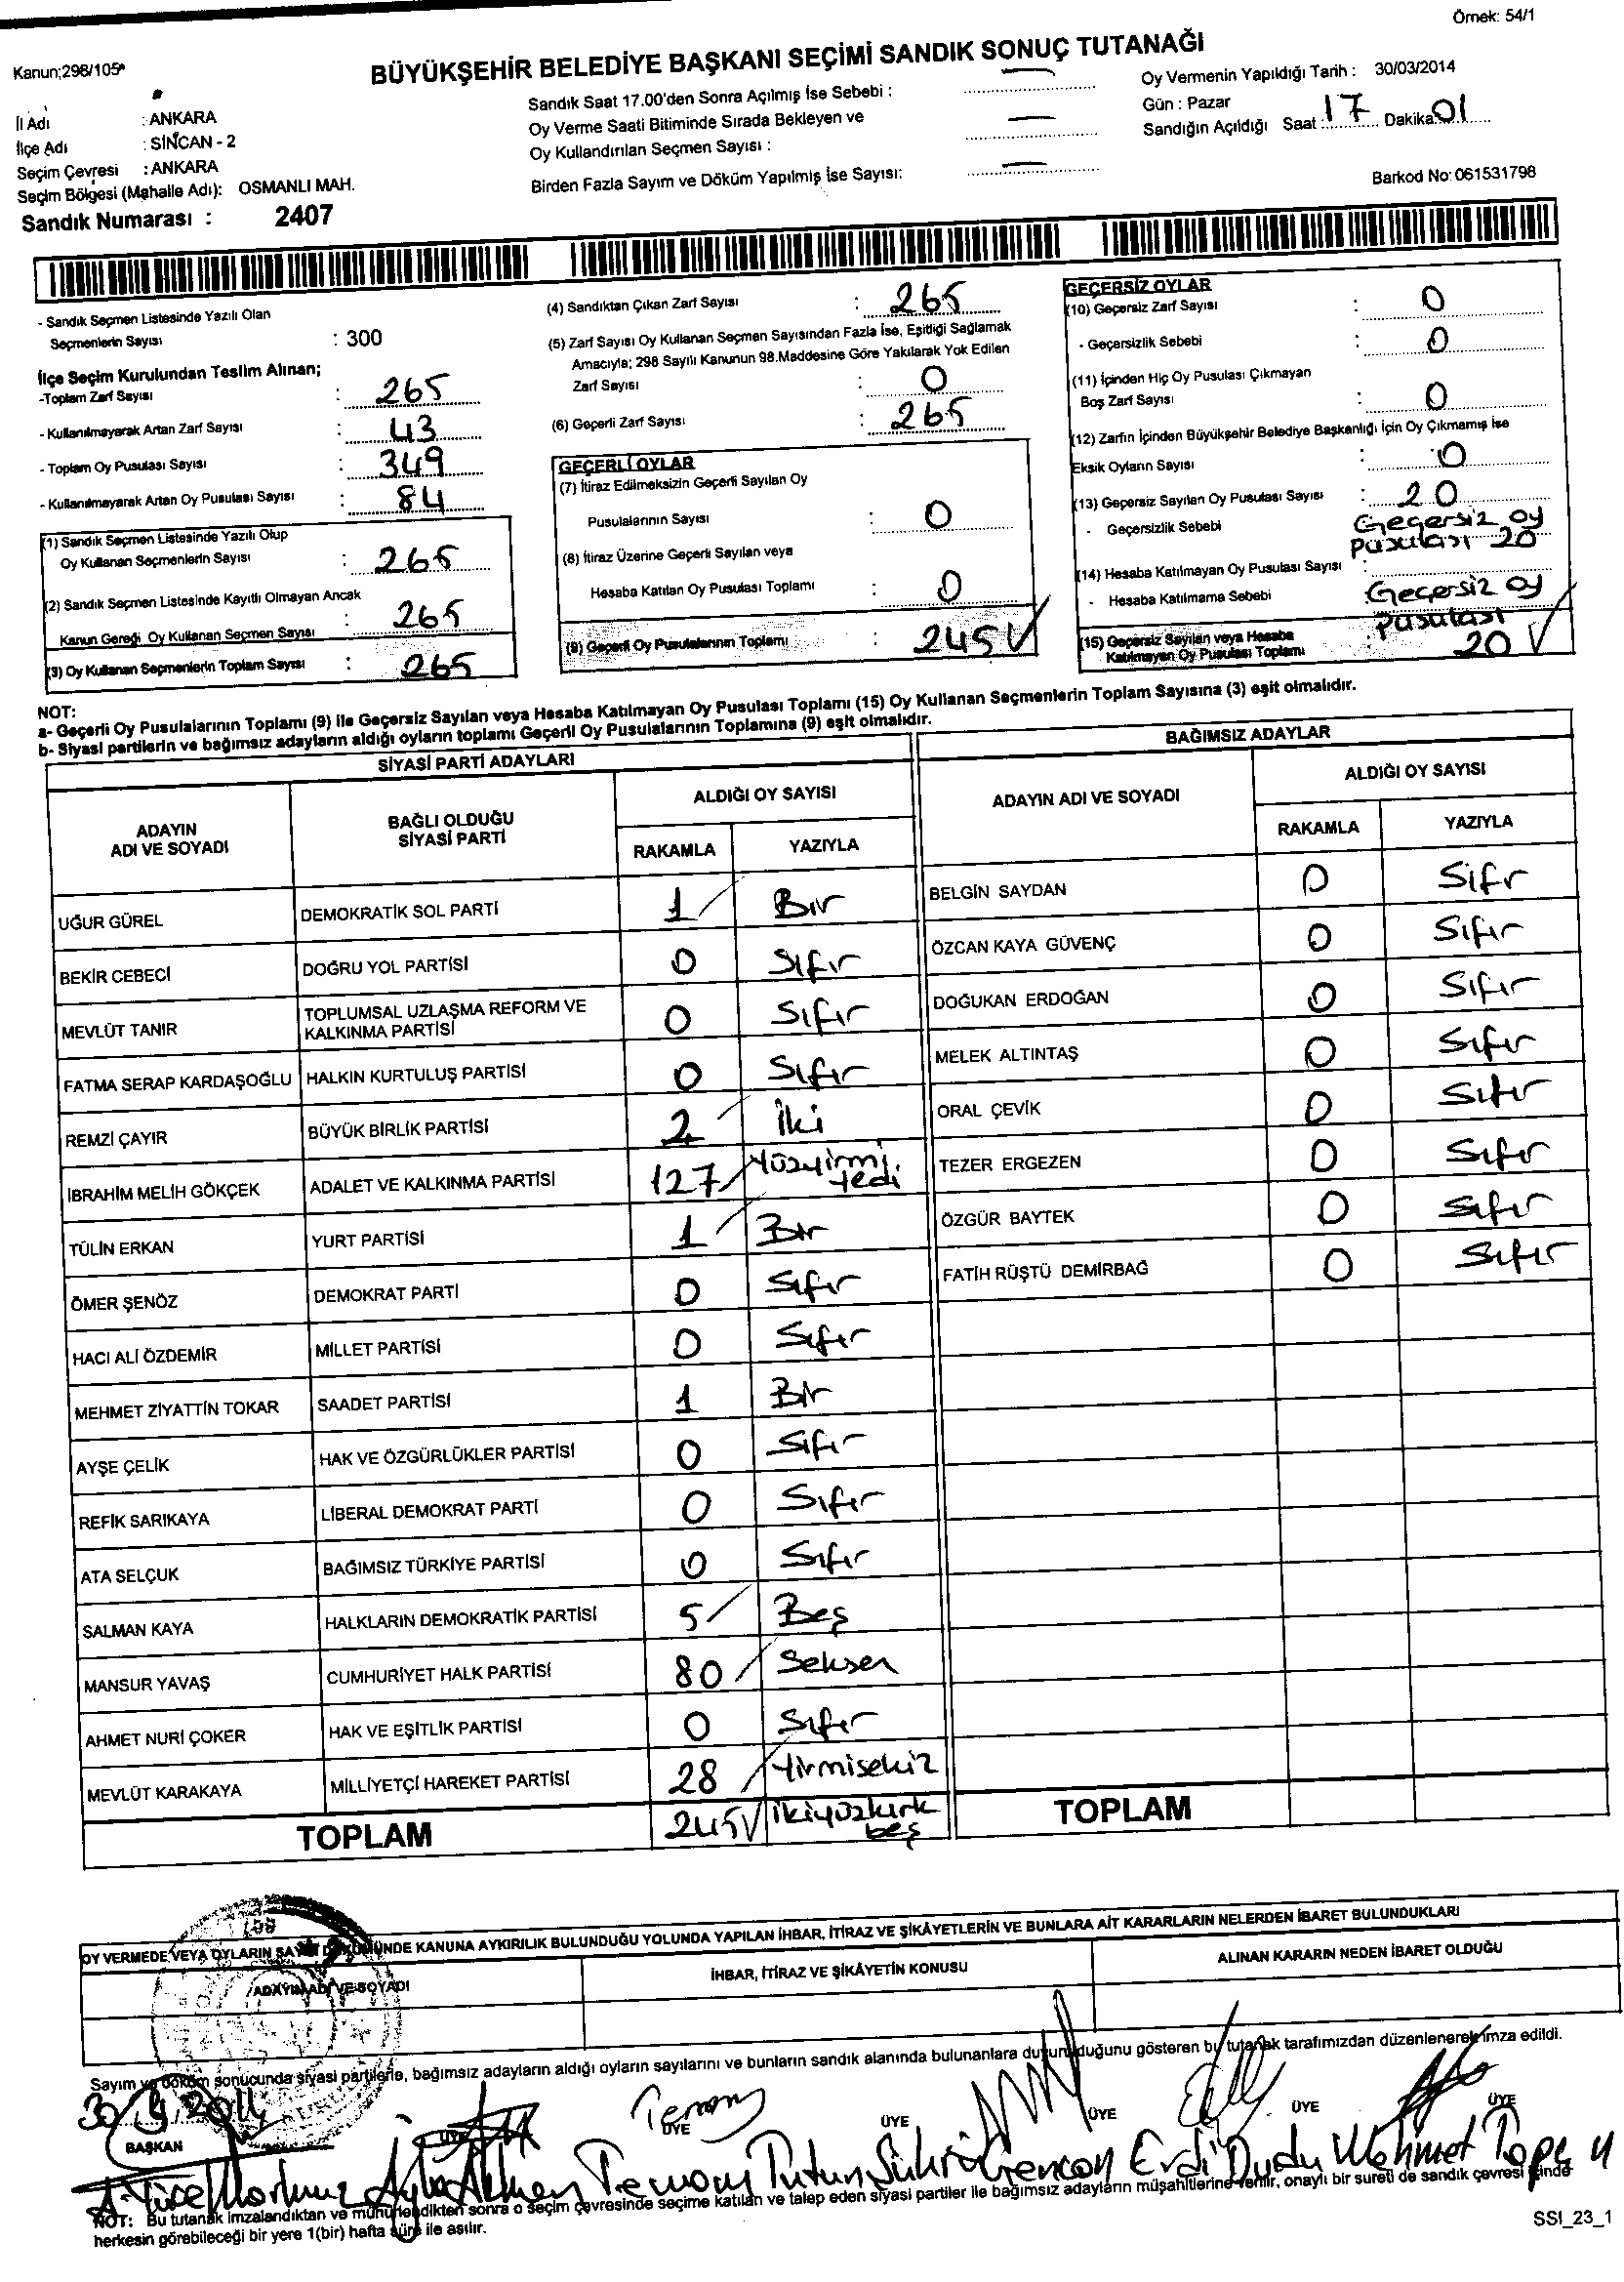 Örnek: 54/1
Kanun;298/105*
BÜYÜKŞEHİR BELEDİYE BAŞKANI SEÇİMİ SANDIK SONUÇ TUTANAĞI
İl Adı : ANKARA
İlçe Adı : SİNCAN - 2
Seçim Çevresi : ANKARA
Seçim Bölgesi (Mahalle Adı): OSMANLI MAH.
Sandık Numarası : 2407
Sandık Saat 17.00'den Sonra Açılmış İse Sebebi :
Oy Verme Saati Bitiminde Sırada Bekleyen ve
Oy Kullandırılan Seçmen Sayısı :
Birden Fazla Sayım ve Döküm Yapılmış İse Sayısı:
Oy Vermenin Yapıldığı Tarih : 30/03/2014
Gün : Pazar
Sandığın Açıldığı Saat : 17 Dakika 01
Barkod No: 061531798
- Sandık Seçmen Listesinde Yazılı Olan
Seçmenlerin Sayısı : 300
İlçe Seçim Kurulundan Teslim Alınan;
-Toplam Zarf Sayısı : 265
- Kullanılmayarak Artan Zarf Sayısı : 43
- Toplam Oy Pusulası Sayısı : 349
- Kullanılmayarak Artan Oy Pusulası Sayısı : 84
(1) Sandık Seçmen Listesinde Yazılı Olup
Oy Kullanan Seçmenlerin Sayısı : 265
(2) Sandık Seçmen Listesinde Kayıtlı Olmayan Ancak
Kanun Gereği Oy Kullanan Seçmen Sayısı : 265
(3) Oy Kullanan Seçmenlerin Toplam Sayısı : 265
(4) Sandıktan Çıkan Zarf Sayısı : 265
(5) Zarf Sayısı Oy Kullanan Seçmen Sayısından Fazla İse, Eşitliği Sağlamak
Amacıyla; 298 Sayılı Kanunun 98.Maddesine Göre Yakılarak Yok Edilen
Zarf Sayısı : 0
(6) Geçerli Zarf Sayısı : 265
GEÇERLİ OYLAR
(7) İtiraz Edilmeksizin Geçerli Sayılan Oy
Pusulalarının Sayısı : 0
(8) İtiraz Üzerine Geçerli Sayılan veya
Hesaba Katılan Oy Pusulası Toplamı : 0
(9) Geçerli Oy Pusulalarının Toplamı : 245 √
GEÇERSİZ OYLAR
(10) Geçersiz Zarf Sayısı : 0
- Geçersizlik Sebebi : 0
(11) İçinden Hiç Oy Pusulası Çıkmayan
Boş Zarf Sayısı : 0
(12) Zarfın İçinden Büyükşehir Belediye Başkanlığı İçin Oy Çıkmamış İse
Eksik Oyların Sayısı : 0
(13) Geçersiz Sayılan Oy Pusulası Sayısı : 20
- Geçersizlik Sebebi Geçersiz oy
pusulası 20
(14) Hesaba Katılmayan Oy Pusulası Sayısı :
- Hesaba Katılmama Sebebi Geçersiz oy
pusulası
(15) Geçersiz Sayılan veya Hesaba
Katılmayan Oy Pusulası Toplamı : 20 √
NOT:
a- Geçerli Oy Pusulalarının Toplamı (9) ile Geçersiz Sayılan veya Hesaba Katılmayan Oy Pusulası Toplamı (15) Oy Kullanan Seçmenlerin Toplam Sayısına (3) eşit olmalıdır.
b- Siyasi partilerin ve bağımsız adayların aldığı oyların toplamı Geçerli Oy Pusulalarının Toplamına (9) eşit olmalıdır.
SİYASİ PARTİ ADAYLARI
ADAYIN
ADI VE SOYADI
BAĞLI OLDUĞU
SİYASİ PARTİ
ALDIĞI OY SAYISI
RAKAMLA YAZIYLA
UĞUR GÜREL DEMOKRATİK SOL PARTİ 1 Bir
BEKİR CEBECİ DOĞRU YOL PARTİSİ 0 Sıfır
MEVLÜT TANIR TOPLUMSAL UZLAŞMA REFORM VE
KALKINMA PARTİSİ 0 Sıfır
FATMA SERAP KARDAŞOĞLU HALKIN KURTULUŞ PARTİSİ 0 Sıfır
REMZİ ÇAYIR BÜYÜK BİRLİK PARTİSİ 2 İki
İBRAHİM MELİH GÖKÇEK ADALET VE KALKINMA PARTİSİ 127 Yüzyirmi
yedi
TÜLİN ERKAN YURT PARTİSİ 1 Bir
ÖMER ŞENÖZ DEMOKRAT PARTİ 0 Sıfır
HACI ALİ ÖZDEMİR MİLLET PARTİSİ 0 Sıfır
MEHMET ZİYATTİN TOKAR SAADET PARTİSİ 1 Bir
AYŞE ÇELİK HAK VE ÖZGÜRLÜKLER PARTİSİ 0 Sıfır
REFİK SARIKAYA LİBERAL DEMOKRAT PARTİ 0 Sıfır
ATA SELÇUK BAĞIMSIZ TÜRKİYE PARTİSİ 0 Sıfır
SALMAN KAYA HALKLARIN DEMOKRATİK PARTİSİ 5 Beş
MANSUR YAVAŞ CUMHURİYET HALK PARTİSİ 80 Seksen
AHMET NURİ ÇOKER HAK VE EŞİTLİK PARTİSİ 0 Sıfır
MEVLÜT KARAKAYA MİLLİYETÇİ HAREKET PARTİSİ 28 Yirmisekiz
TOPLAM 245 √ İkiyüzkırk
beş
BAĞIMSIZ ADAYLAR
ADAYIN ADI VE SOYADI
ALDIĞI OY SAYISI
RAKAMLA YAZIYLA
BELGİN SAYDAN 0 Sıfr
ÖZCAN KAYA GÜVENÇ 0 Sıfır
DOĞUKAN ERDOĞAN 0 Sıfır
MELEK ALTINTAŞ 0 Sıfır
ORAL ÇEVİK 0 Sıfır
TEZER ERGEZEN 0 Sıfır
ÖZGÜR BAYTEK 0 Sıfır
FATİH RÜŞTÜ DEMİRBAĞ 0 Sıfır
TOPLAM
OY VERMEDE VEYA OYLARIN SAYIM DÖKÜMÜNDE KANUNA AYKIRILIK BULUNDUĞU YOLUNDA YAPILAN İHBAR, İTİRAZ VE ŞİKÂYETLERİN VE BUNLARA AİT KARARLARIN NELERDEN İBARET BULUNDUKLARI
ADAYIN ADI VE SOYADI İHBAR, İTİRAZ VE ŞİKÂYETİN KONUSU ALINAN KARARIN NEDEN İBARET OLDUĞU
Sayım ve döküm sonucunda siyasi partilerle, bağımsız adayların aldığı oyların sayılarını ve bunların sandık alanında bulunanlara duyurulduğunu gösteren bu tutanak tarafımızdan düzenlenerek imza edildi.
30 3 2014
BAŞKAN ÜYE ÜYE ÜYE ÜYE ÜYE ÜYE
Temom Tutun Şükrü Gencan Erdi Dudu Mehmet
NOT: Bu tutanak imzalandıktan ve mühürlendikten sonra o seçim çevresinde seçime katılan ve talep eden siyasi partiler ile bağımsız adayların müşahitlerine verilir, onaylı bir sureti de sandık çevresi içinde
herkesin görebileceği bir yere 1(bir) hafta süre ile asılır.
SSI_23_1